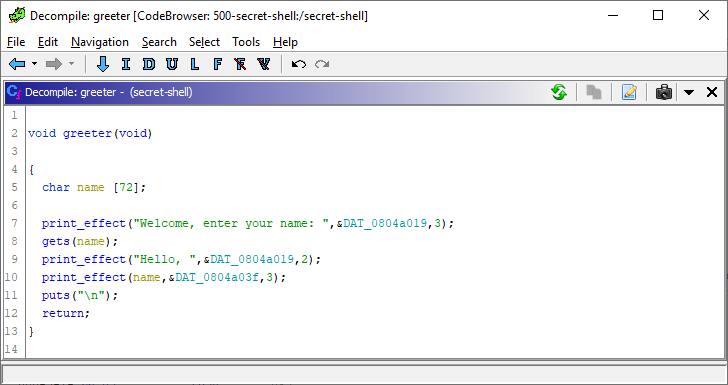 Decompile: greeter [CodeBrowser: 500-secret-shell:/secret-shell]
File Edit Navigation Search Select Tools Help
I D U L F F V
Decompile: greeter - (secret-shell)
1
2 void greeter(void)
3
4 {
5 char name [72];
6
7 print_effect("Welcome, enter your name: ",&DAT_0804a019,3);
8 gets(name);
9 print_effect("Hello, ",&DAT_0804a019,2);
10 print_effect(name,&DAT_0804a03f,3);
11 puts("\n");
12 return;
13 }
14